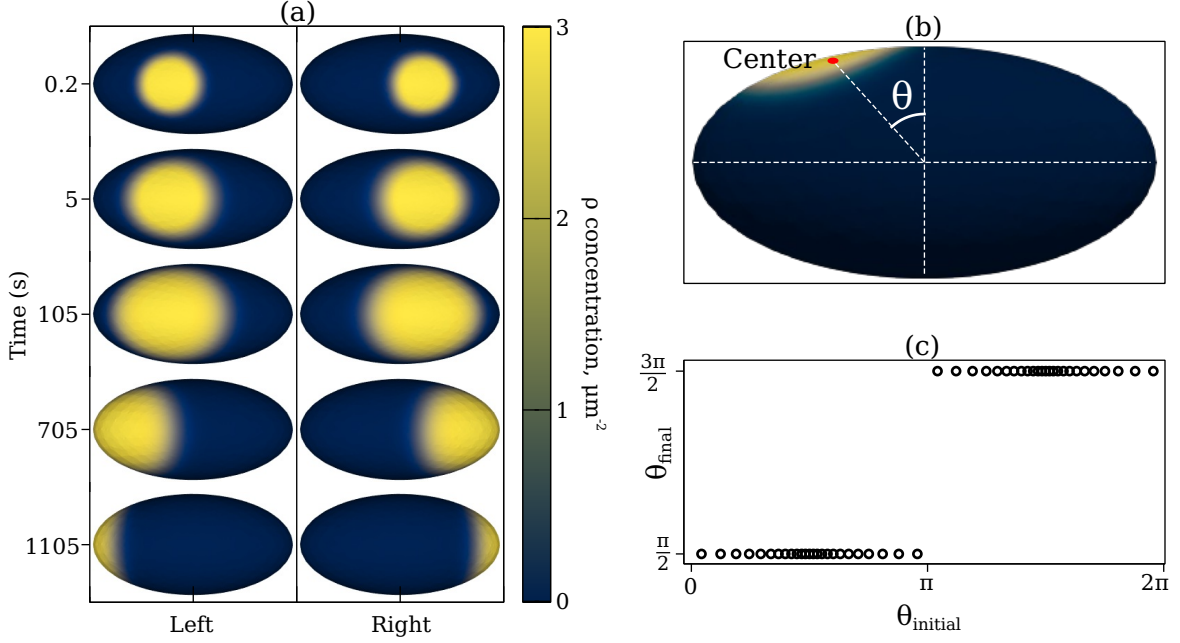 (a)
Time (s)
0.2
5
105
705
1105
Left
Right
3
2
1
0
ρ concentration, μm⁻²
(b)
Center
θ
(c)
θfinal
3π
2
π
2
0
π
2π
θinitial